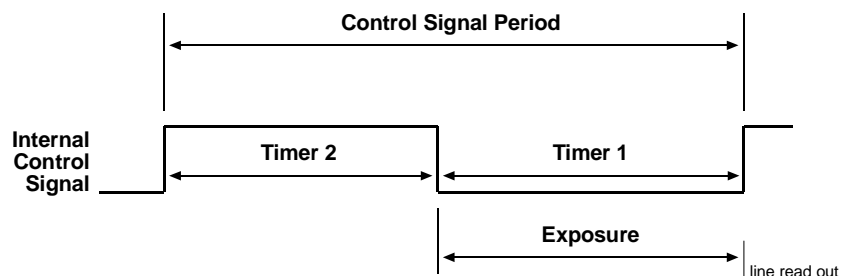 Control Signal Period
Internal
Control
Signal
Timer 2
Timer 1
Exposure
line read out